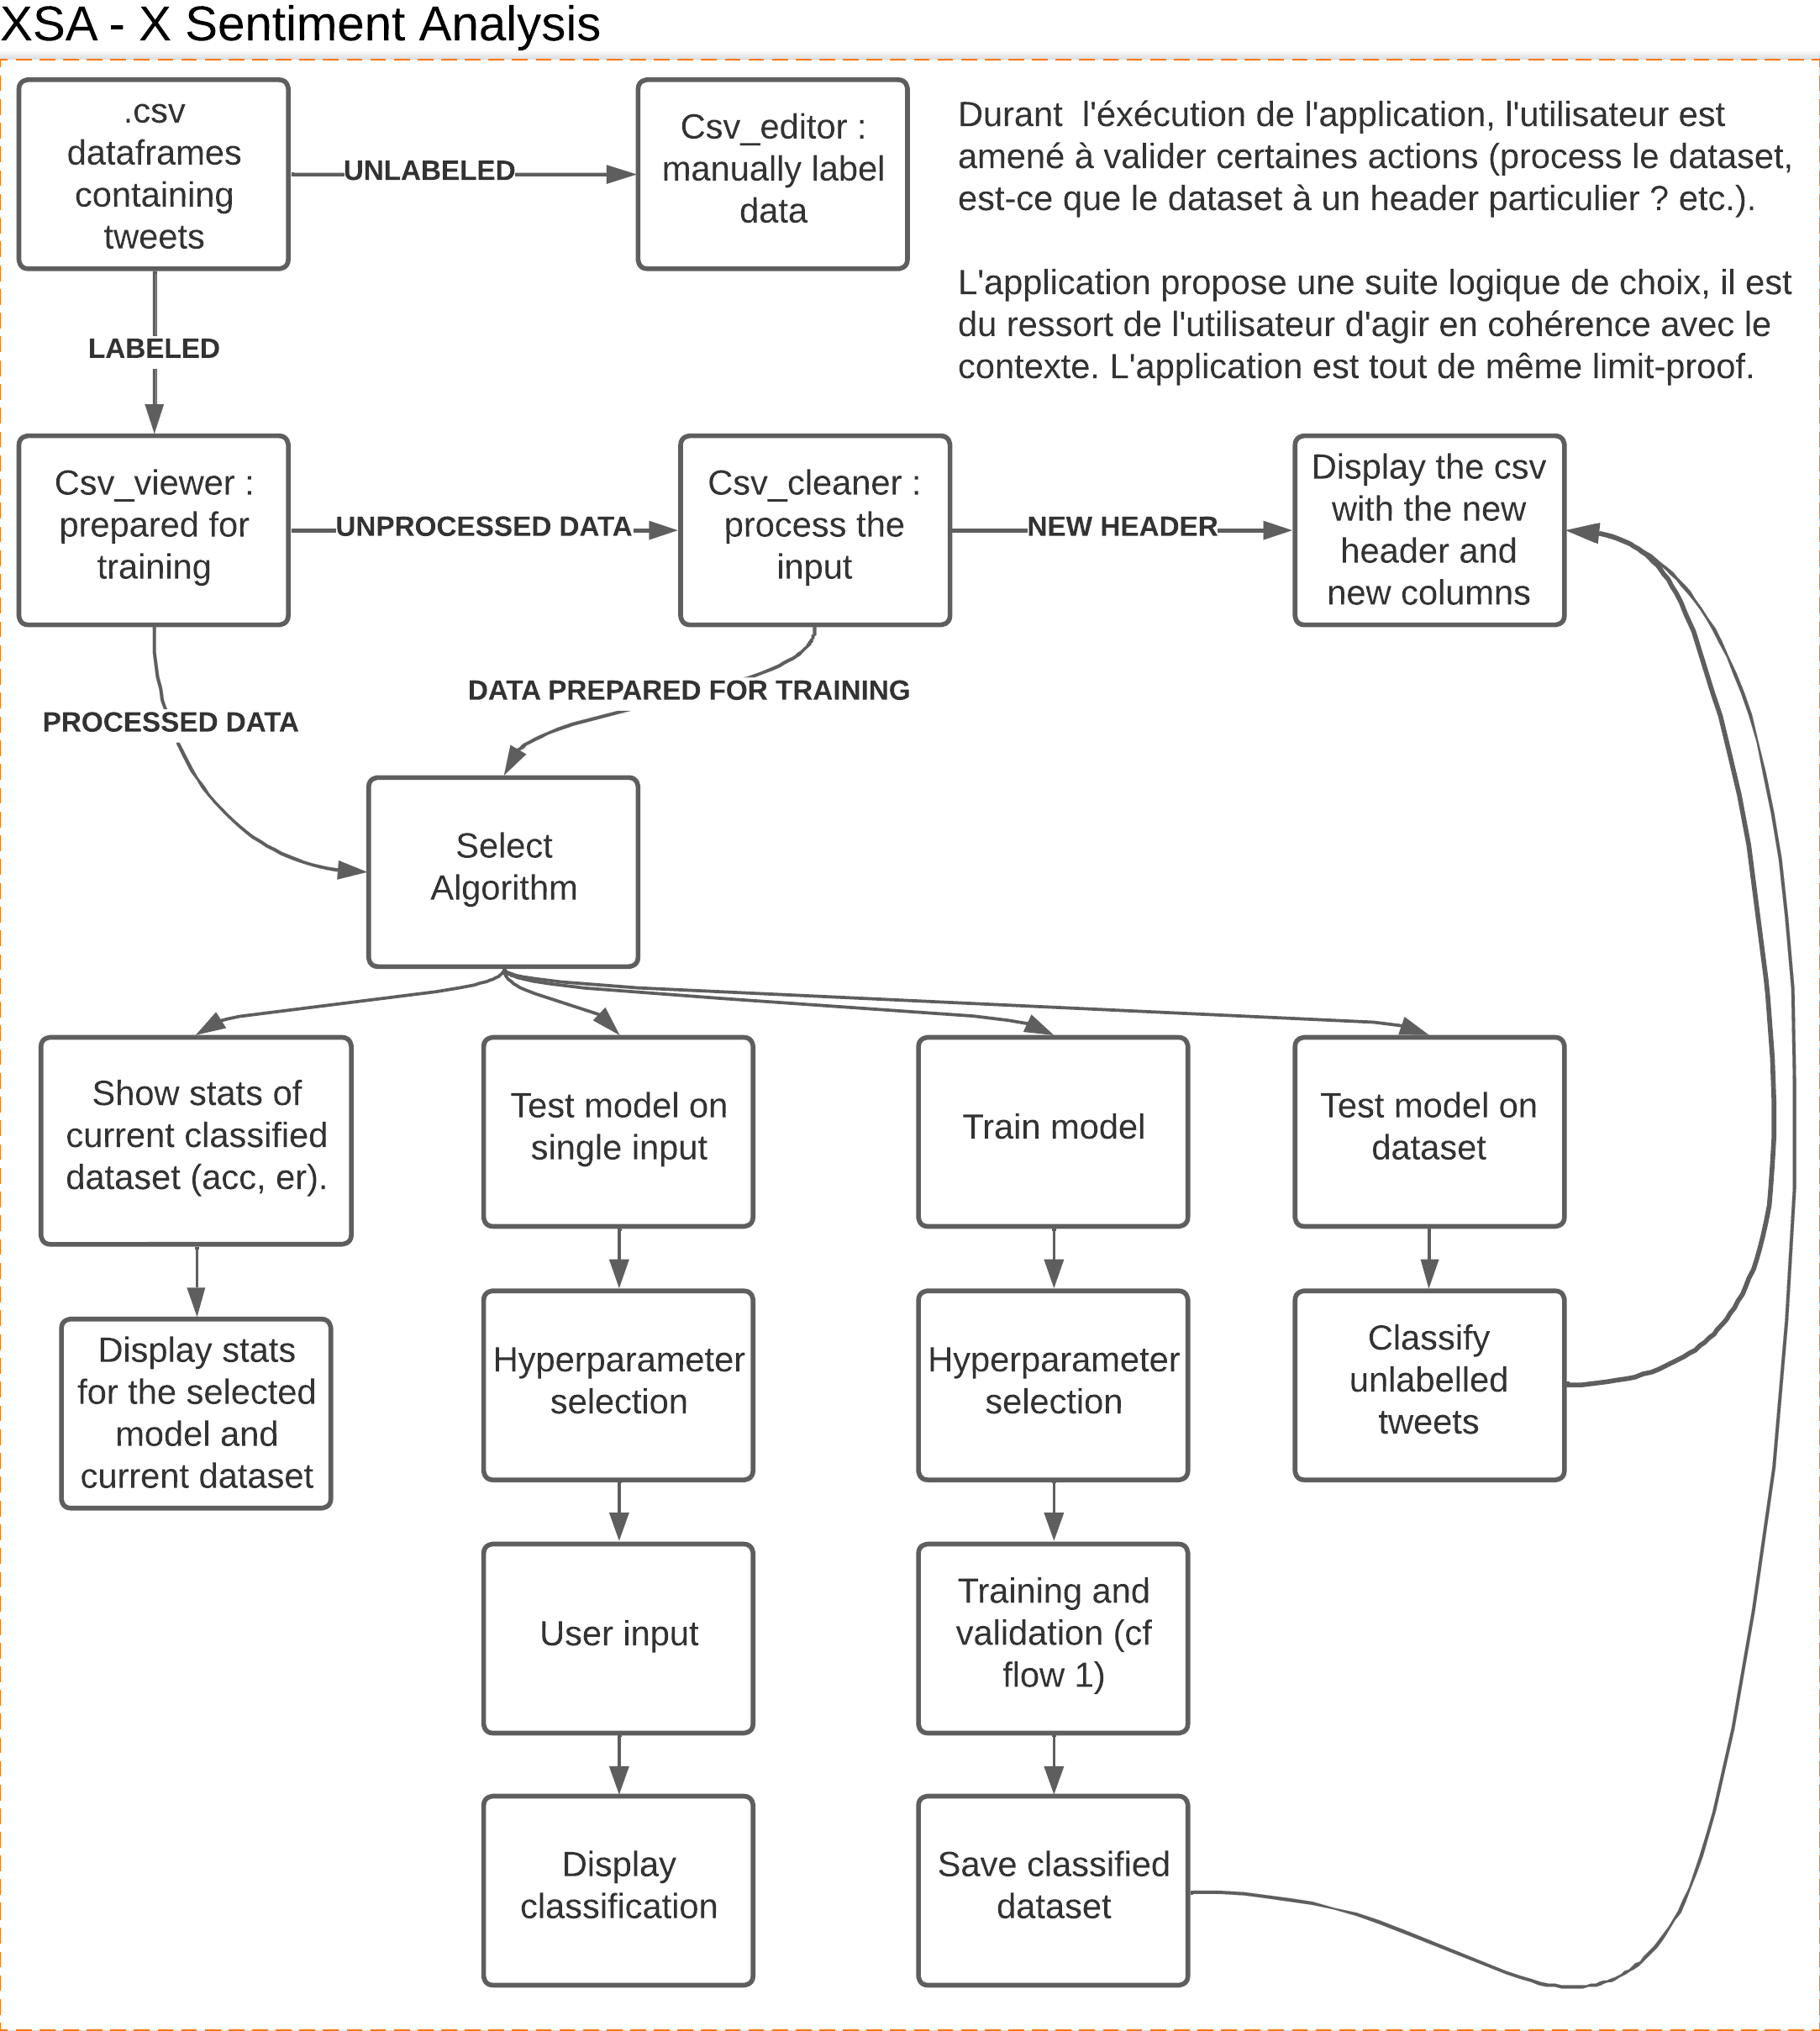 XSA - X Sentiment Analysis
.csv
dataframes
containing
tweets
UNLABELED
Csv_editor :
manually label
data
Durant  l'éxécution de l'application, l'utilisateur est
amené à valider certaines actions (process le dataset,
est-ce que le dataset à un header particulier ? etc.).
L'application propose une suite logique de choix, il est
du ressort de l'utilisateur d'agir en cohérence avec le
contexte. L'application est tout de même limit-proof.
LABELED
Csv_viewer :
prepared for
training
UNPROCESSED DATA
Csv_cleaner :
process the
input
NEW HEADER
Display the csv
with the new
header and
new columns
PROCESSED DATA
DATA PREPARED FOR TRAINING
Select
Algorithm
Show stats of
current classified
dataset (acc, er).
Test model on
single input
Train model
Test model on
dataset
Display stats
for the selected
model and
current dataset
Hyperparameter
selection
Hyperparameter
selection
Classify
unlabelled
tweets
User input
Training and
validation (cf
flow 1)
Display
classification
Save classified
dataset